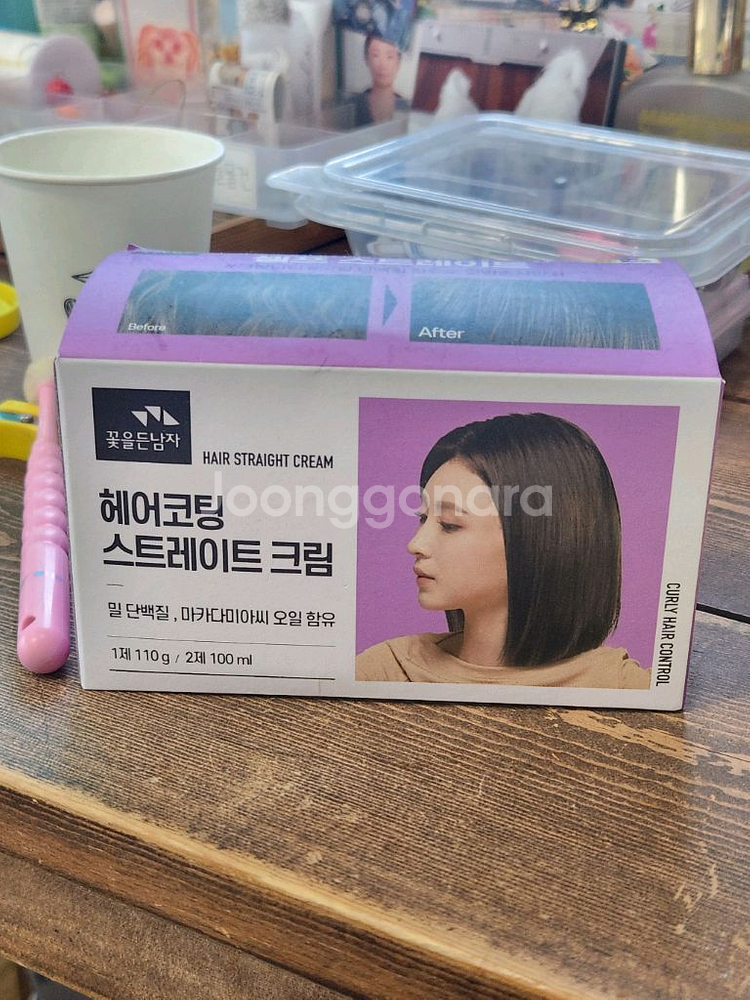 Before
After
꽃을든남자
HAIR STRAIGHT CREAM
헤어코팅
스트레이트 크림
밀 단백질 , 마카다미아씨 오일 함유
1제 110 g / 2제 100 ml
CURLY HAIR CONTROL
Joonggonara